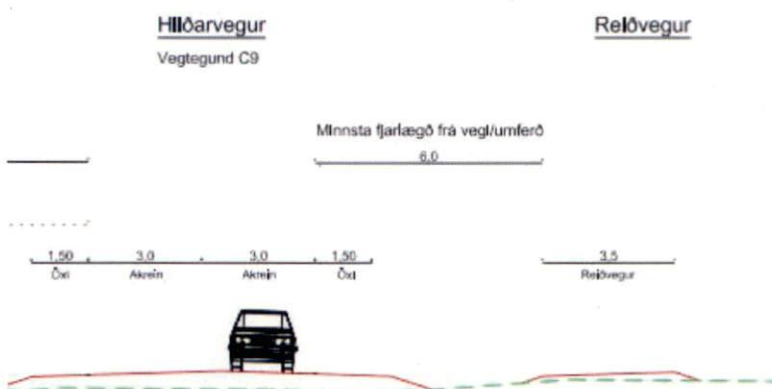 Hliðarvegur
Reiðvegur
Vegtegund C9
Minnsta fjarlægð frá vegi/umferð
6,0
1,50 3,0 3,0 1,50 3,5
Öxl Akrein Akrein Öxl Reiðvegur